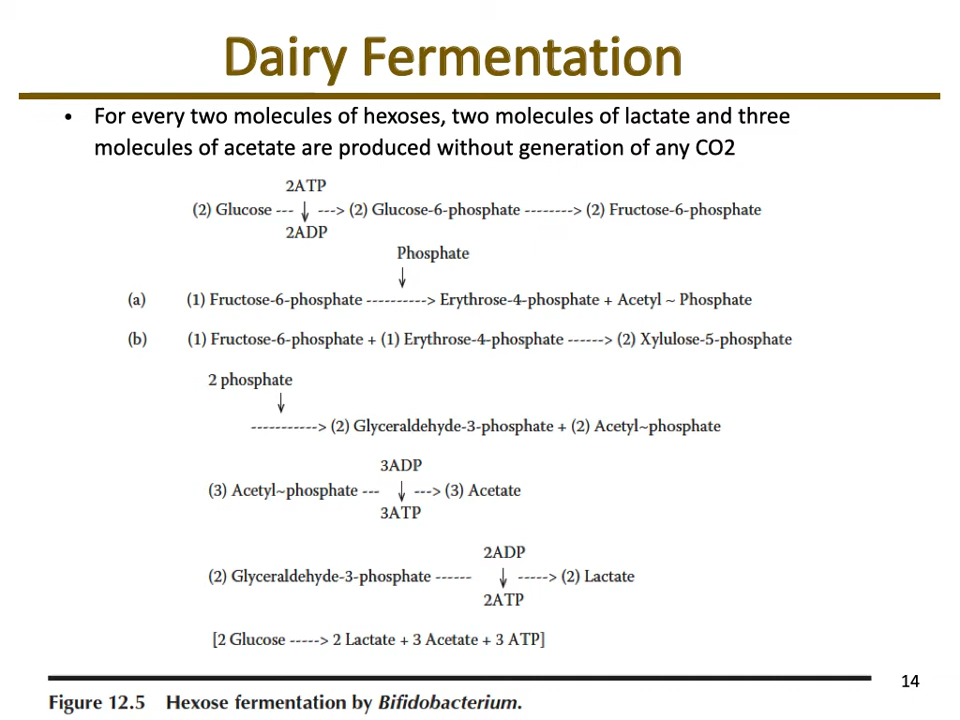 Dairy Fermentation
• For every two molecules of hexoses, two molecules of lactate and three
molecules of acetate are produced without generation of any CO2
2ATP
(2) Glucose --- ↓ ---> (2) Glucose-6-phosphate --------> (2) Fructose-6-phosphate
2ADP
Phosphate
↓
(a) (1) Fructose-6-phosphate ----------> Erythrose-4-phosphate + Acetyl ~ Phosphate
(b) (1) Fructose-6-phosphate + (1) Erythrose-4-phosphate ------> (2) Xylulose-5-phosphate
2 phosphate
↓
-----------> (2) Glyceraldehyde-3-phosphate + (2) Acetyl~phosphate
3ADP
(3) Acetyl~phosphate --- ↓ ---> (3) Acetate
3ATP
2ADP
(2) Glyceraldehyde-3-phosphate ------ ↓ -----> (2) Lactate
2ATP
[2 Glucose -----> 2 Lactate + 3 Acetate + 3 ATP]
14
Figure 12.5 Hexose fermentation by Bifidobacterium.